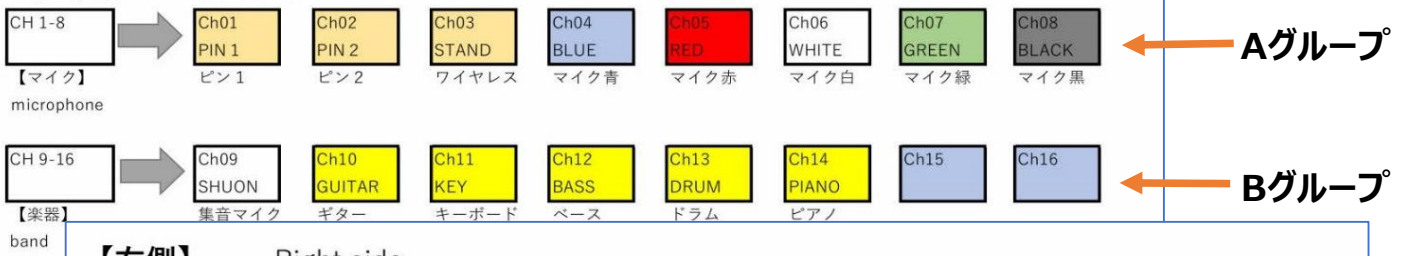 CH 1-8
Ch01
PIN 1
ピン 1
Ch02
PIN 2
ピン 2
Ch03
STAND
ワイヤレス
Ch04
BLUE
マイク青
Ch05
RED
マイク赤
Ch06
WHITE
マイク白
Ch07
GREEN
マイク緑
Ch08
BLACK
マイク黒
Aグループ
【マイク】
microphone
CH 9-16
Ch09
SHUON
集音マイク
Ch10
GUITAR
ギター
Ch11
KEY
キーボード
Ch12
BASS
ベース
Ch13
DRUM
ドラム
Ch14
PIANO
ピアノ
Ch15
Ch16
Bグループ
【楽器】
band
【右側】 Right side